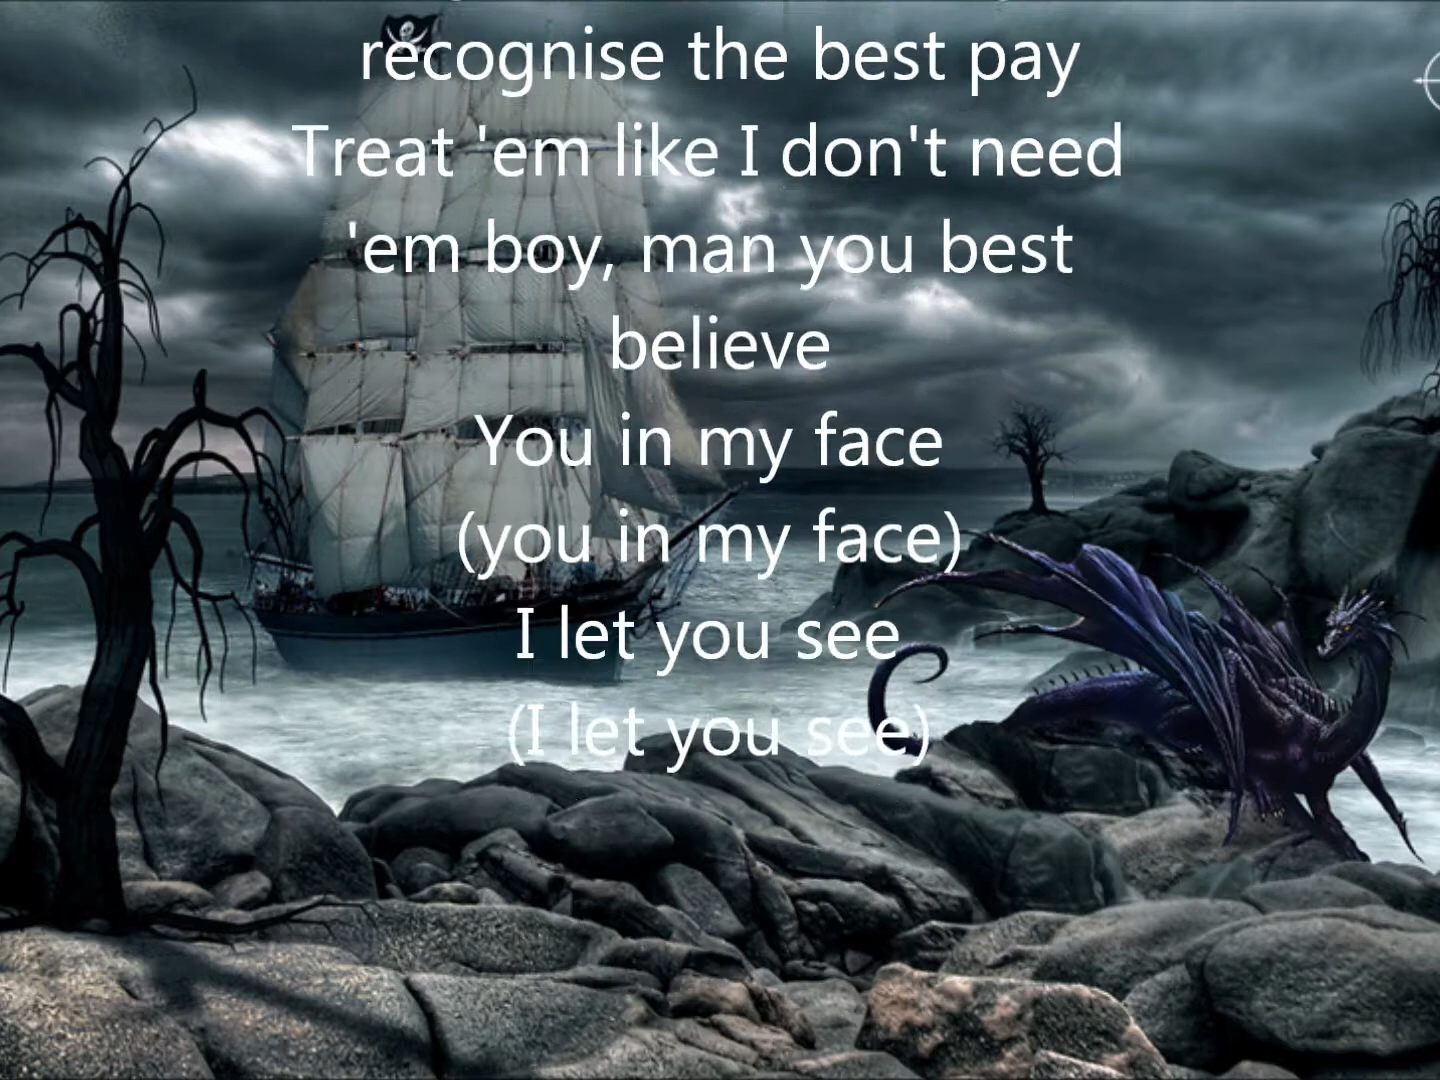 recognise the best pay
Treat 'em like I don't need
'em boy, man you best
believe
You in my face
(you in my face)
I let you see
(I let you see)